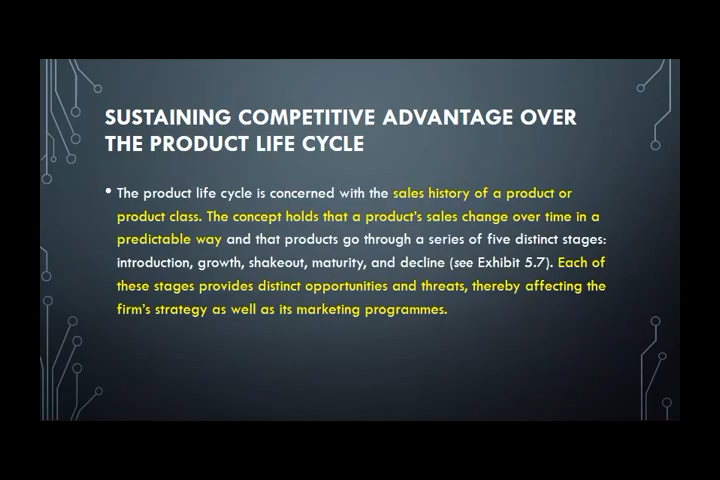 SUSTAINING COMPETITIVE ADVANTAGE OVER
THE PRODUCT LIFE CYCLE
• The product life cycle is concerned with the sales history of a product or
product class. The concept holds that a product's sales change over time in a
predictable way and that products go through a series of five distinct stages:
introduction, growth, shakeout, maturity, and decline (see Exhibit 5.7). Each of
these stages provides distinct opportunities and threats, thereby affecting the
firm's strategy as well as its marketing programmes.